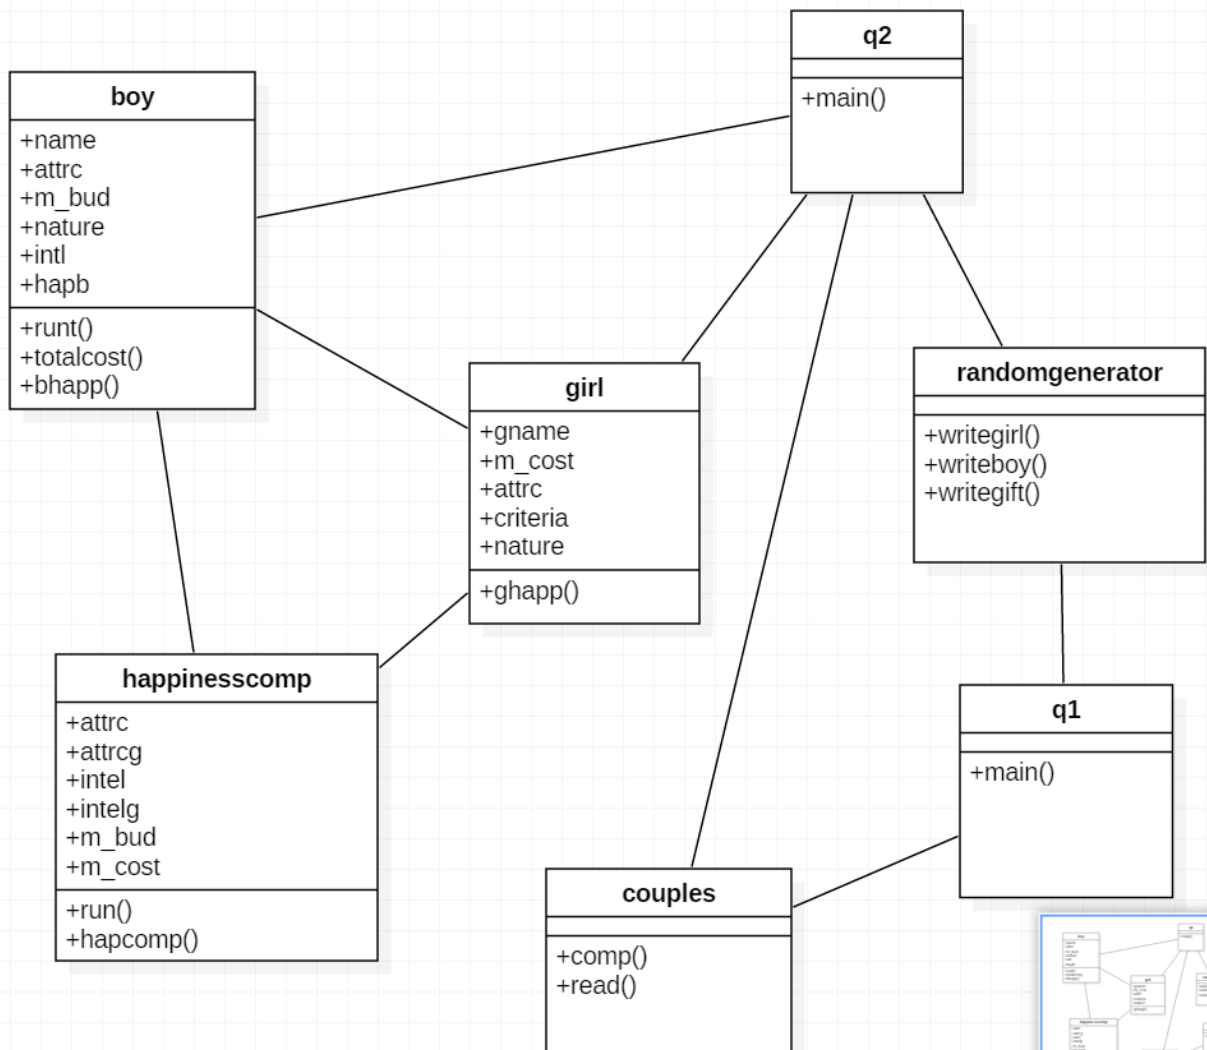 q2
+main()
boy
+name
+attrc
+m_bud
+nature
+intl
+hapb
+runt()
+totalcost()
+bhapp()
girl
+gname
+m_cost
+attrc
+criteria
+nature
+ghapp()
randomgenerator
+writegirl()
+writeboy()
+writegift()
happinesscomp
+attrc
+attrcg
+intel
+intelg
+m_bud
+m_cost
+run()
+hapcomp()
q1
+main()
couples
+comp()
+read()